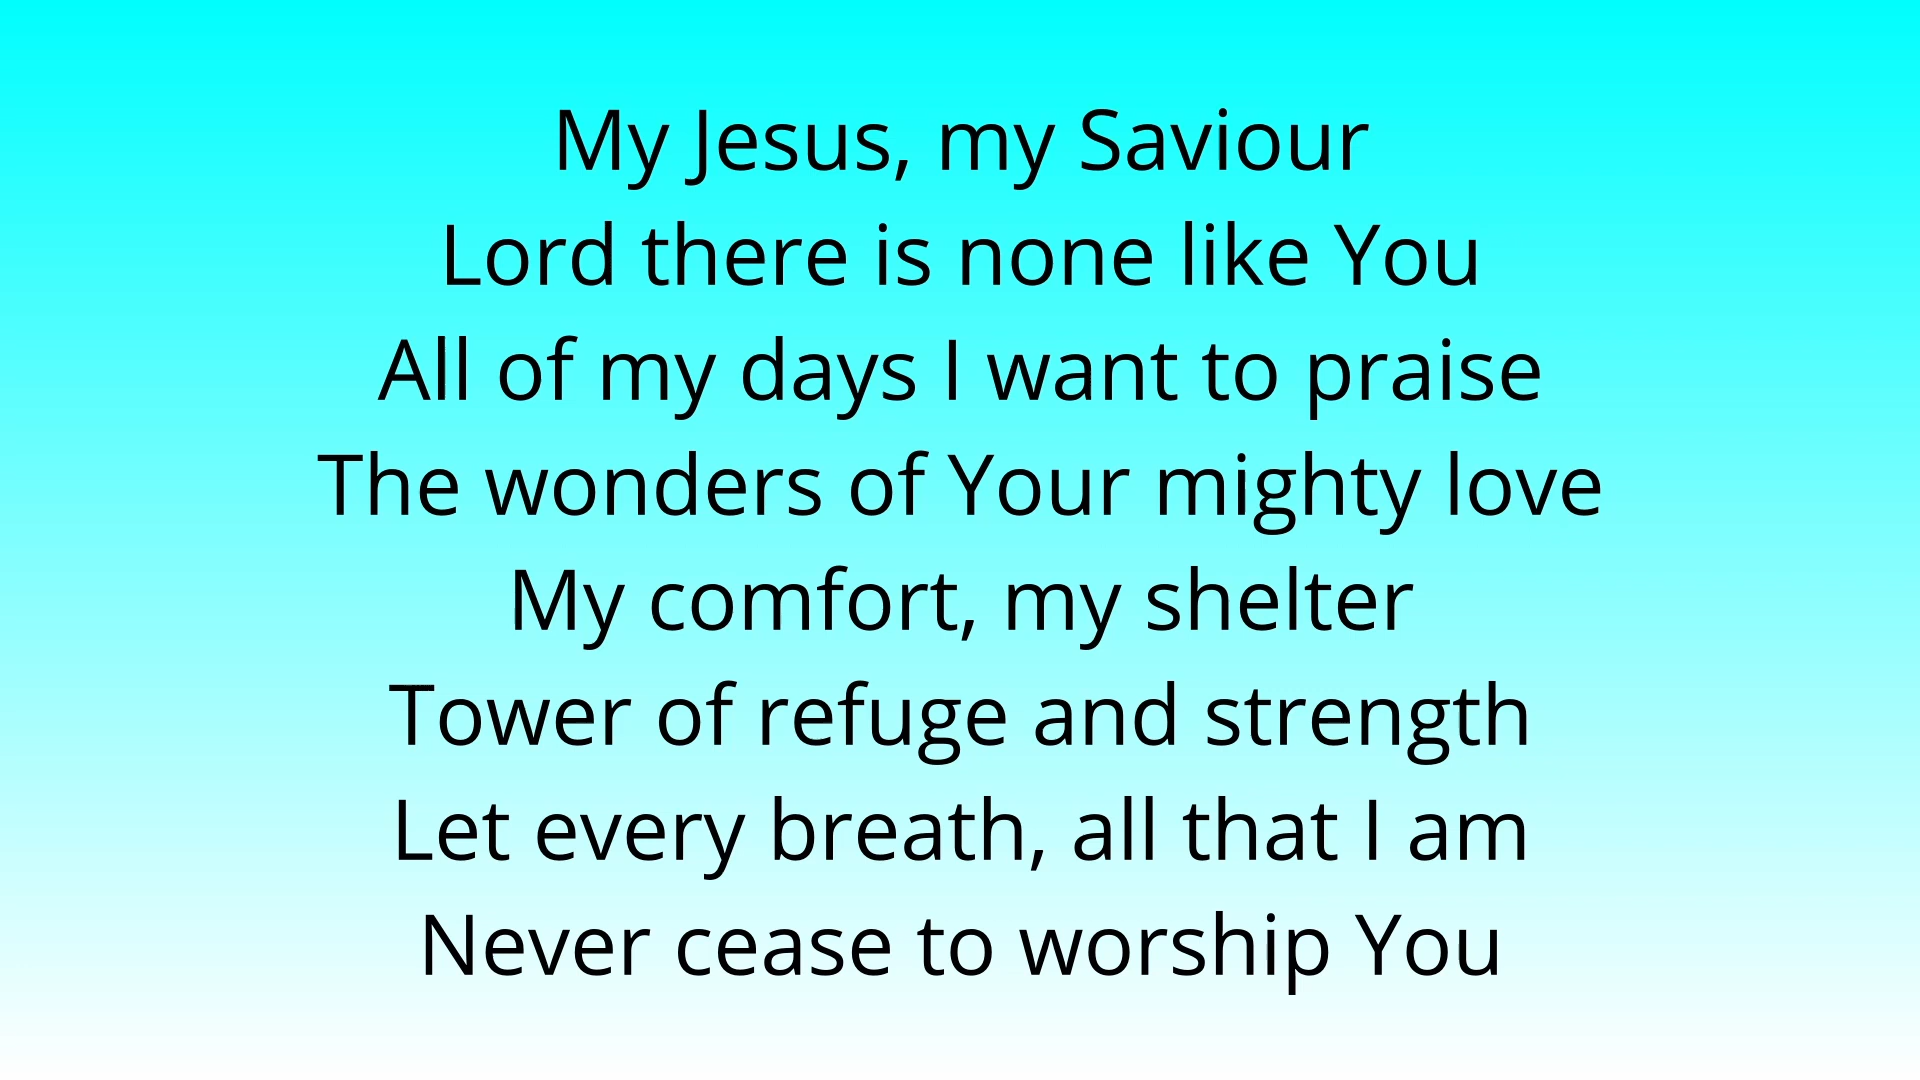 My Jesus, my Saviour
Lord there is none like You
All of my days I want to praise
The wonders of Your mighty love
My comfort, my shelter
Tower of refuge and strength
Let every breath, all that I am
Never cease to worship You